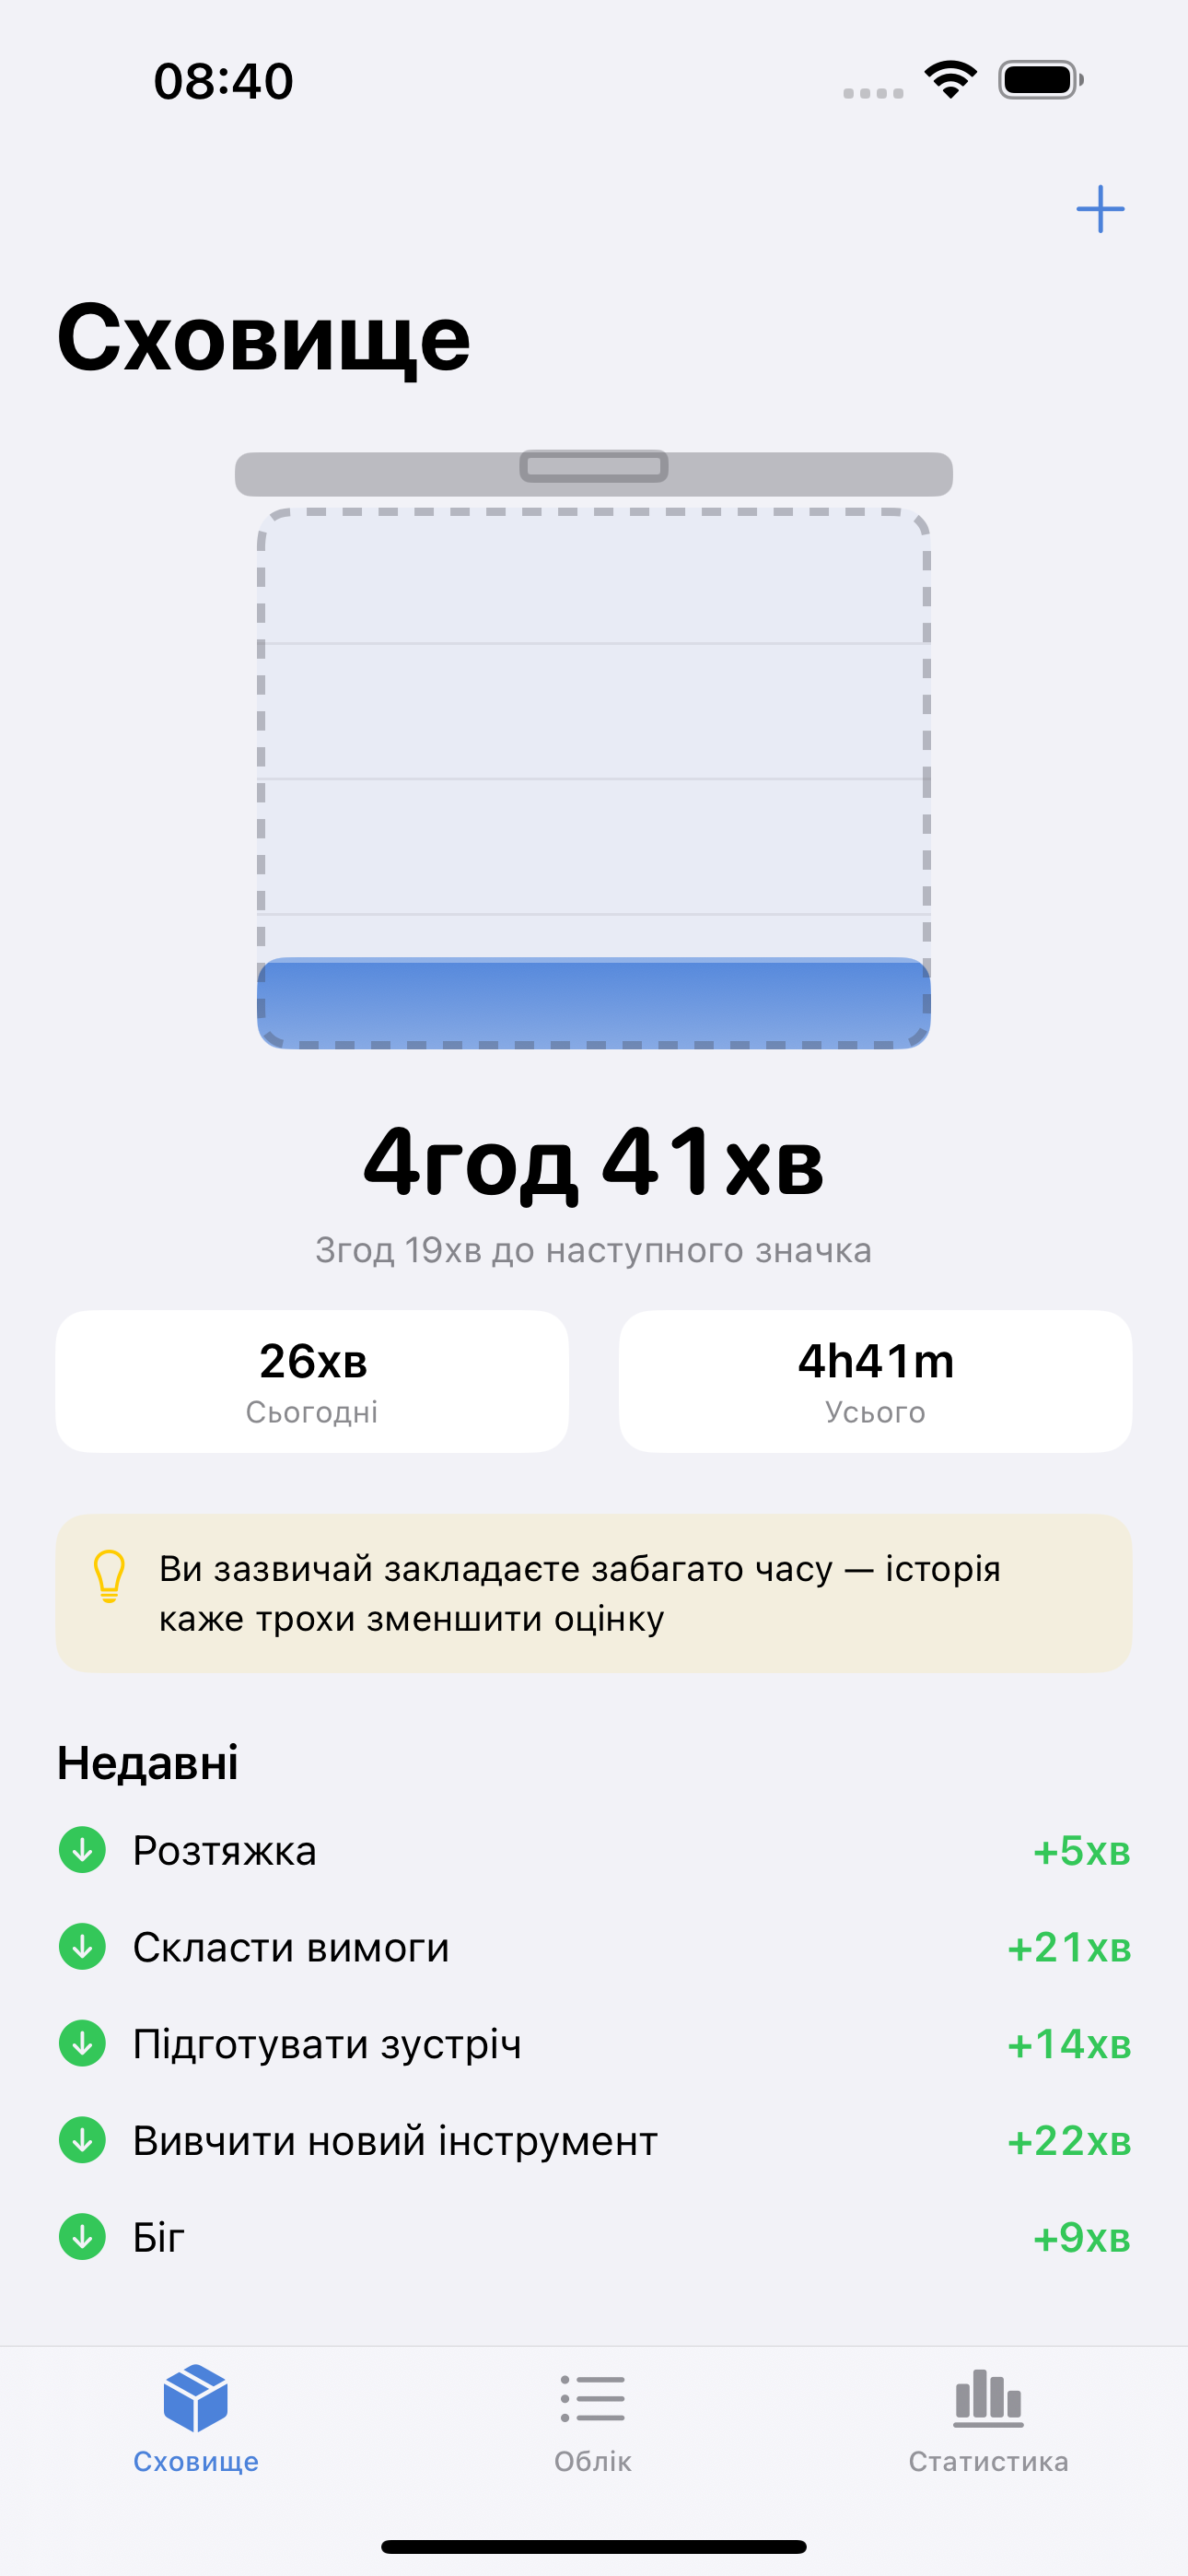 08:40
Сховище
4год 41хв
3год 19хв до наступного значка
26хв
Сьогодні
4h41m
Усього
Ви зазвичай закладаєте забагато часу — історія
каже трохи зменшити оцінку
Недавні
Розтяжка +5хв
Скласти вимоги +21хв
Підготувати зустріч +14хв
Вивчити новий інструмент +22хв
Біг +9хв
Сховище
Облік
Статистика